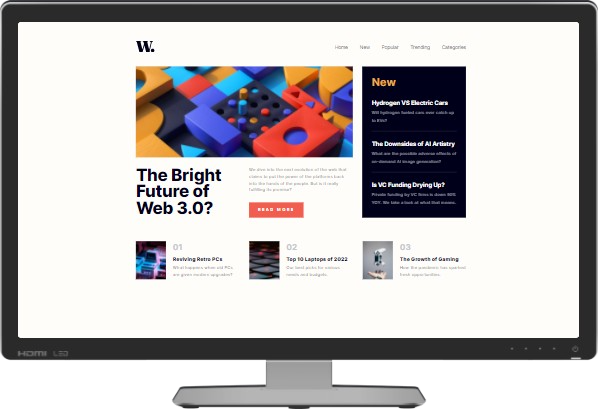 W.
Home New Popular Trending Categories
The Bright
Future of
Web 3.0?
We dive into the next evolution of the web that
claims to put the power of the platforms back
into the hands of the people. But is it really
fulfilling its promise?
READ MORE
New
Hydrogen VS Electric Cars
Will hydrogen-fueled cars ever catch up
to EVs?
The Downsides of AI Artistry
What are the possible adverse effects of
on-demand AI image generation?
Is VC Funding Drying Up?
Private funding by VC firms is down 50%
YOY. We take a look at what that means.
01
Reviving Retro PCs
What happens when old PCs
are given modern upgrades?
02
Top 10 Laptops of 2022
Our best picks for various
needs and budgets.
03
The Growth of Gaming
How the pandemic has sparked
fresh opportunities.
HDMI LED